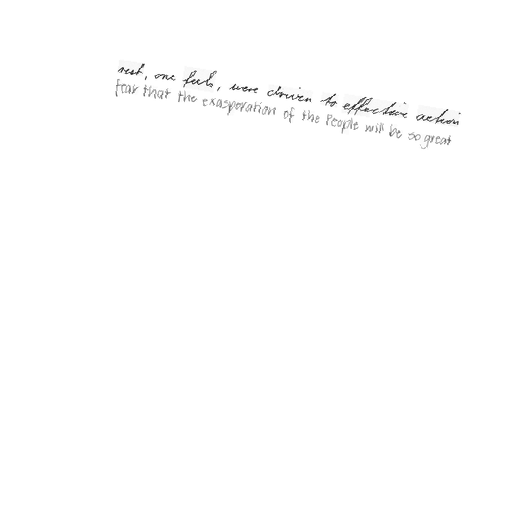 rest, one feels, were driven to effective action
fear that the exasperation of the People will be so great